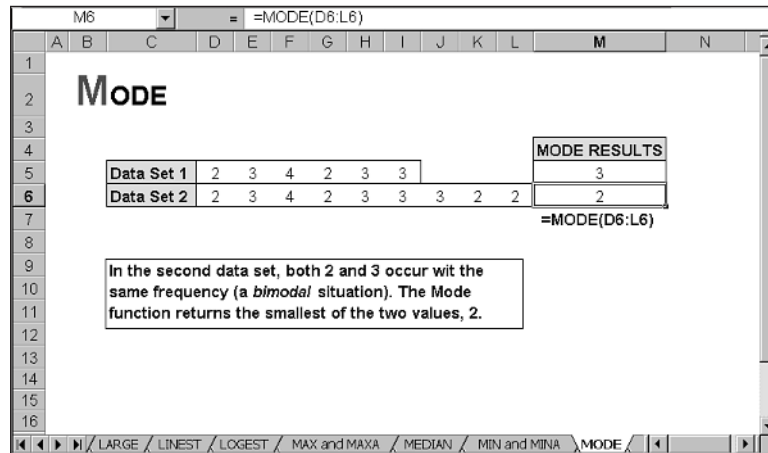 M6 = =MODE(D6:L6)
A B C D E F G H I J K L M N
1
2 MODE
3
4 MODE RESULTS
5 Data Set 1 2 3 4 2 3 3 3
6 Data Set 2 2 3 4 2 3 3 3 2 2 2
7 =MODE(D6:L6)
8
9 In the second data set, both 2 and 3 occur wit the
10 same frequency (a bimodal situation). The Mode
11 function returns the smallest of the two values, 2.
12
13
14
15
16
LARGE / LINEST / LOGEST / MAX and MAXA / MEDIAN / MIN and MINA \ MODE /